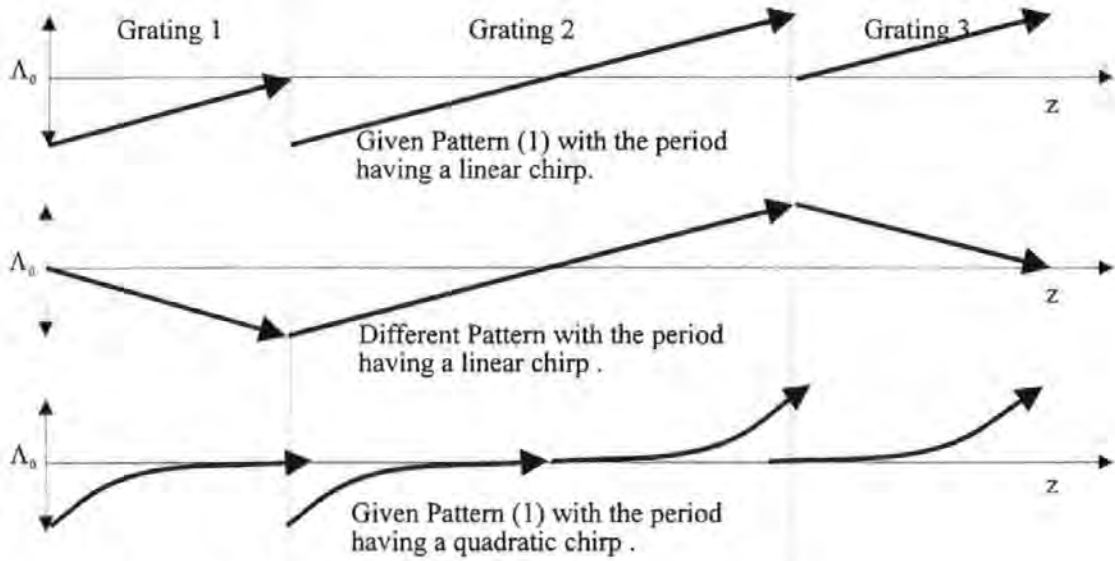 Grating 1 Grating 2 Grating 3
Λ₀
z
Given Pattern (1) with the period
having a linear chirp.
Λ₀
z
Different Pattern with the period
having a linear chirp .
Λ₀
z
Given Pattern (1) with the period
having a quadratic chirp .